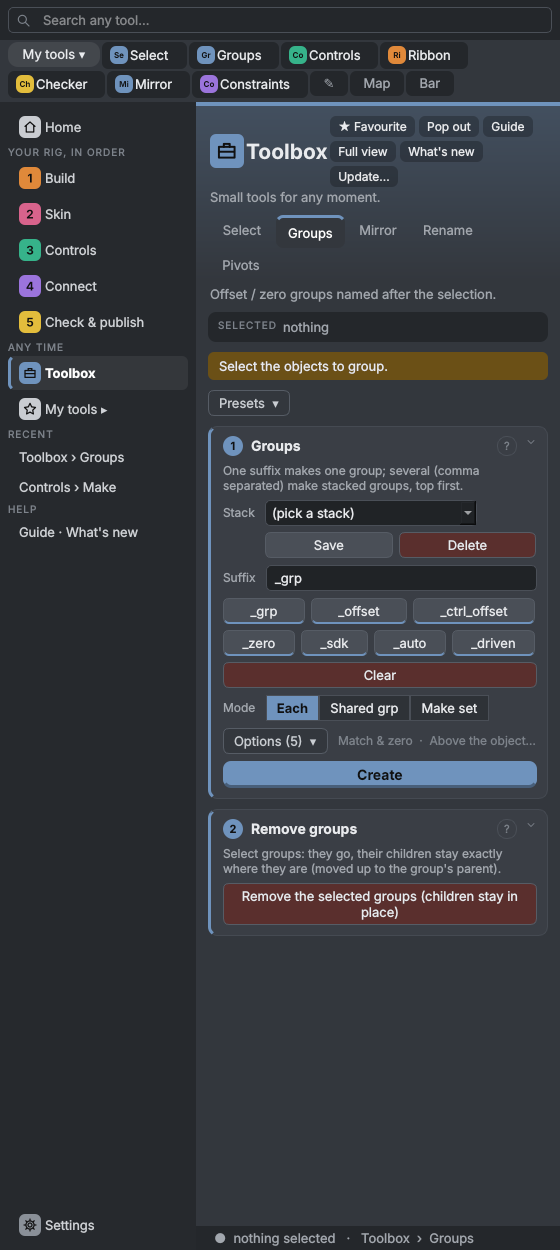 Search any tool...
My tools ▾
Se Select
Gr Groups
Co Controls
Ri Ribbon
Ch Checker
Mi Mirror
Co Constraints
✎
Map
Bar
Home
YOUR RIG, IN ORDER
1 Build
2 Skin
3 Controls
4 Connect
5 Check & publish
ANY TIME
Toolbox
My tools ▸
RECENT
Toolbox › Groups
Controls › Make
HELP
Guide · What's new
Settings
Toolbox
★ Favourite
Pop out
Guide
Full view
What's new
Update...
Small tools for any moment.
Select
Groups
Mirror
Rename
Pivots
Offset / zero groups named after the selection.
SELECTED nothing
Select the objects to group.
Presets ▾
1 Groups ?
One suffix makes one group; several (comma
separated) make stacked groups, top first.
Stack (pick a stack)
Save
Delete
Suffix _grp
_grp
_offset
_ctrl_offset
_zero
_sdk
_auto
_driven
Clear
Mode Each Shared grp Make set
Options (5) ▾ Match & zero · Above the object...
Create
2 Remove groups ?
Select groups: they go, their children stay exactly
where they are (moved up to the group's parent).
Remove the selected groups (children stay in
place)
nothing selected · Toolbox › Groups